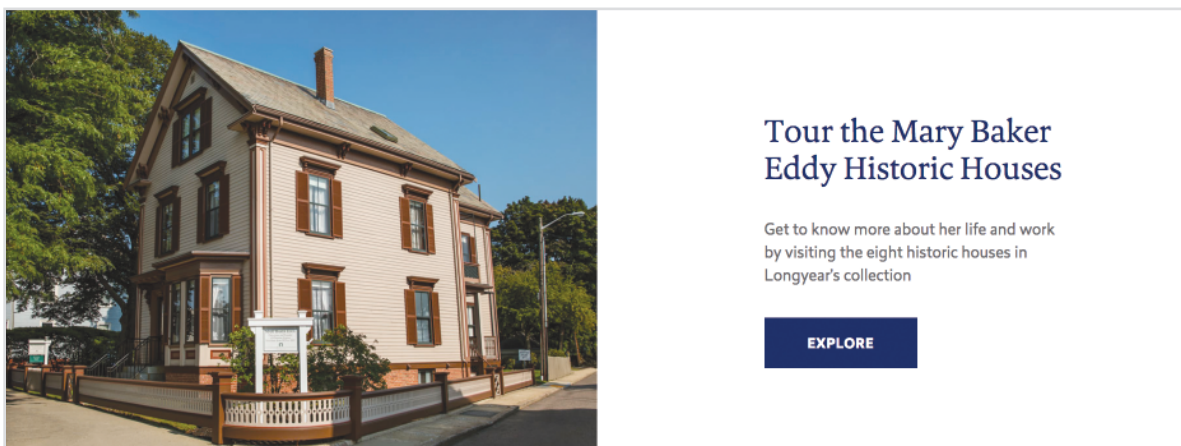 Tour the Mary Baker
Eddy Historic Houses
Get to know more about her life and work
by visiting the eight historic houses in
Longyear's collection
EXPLORE